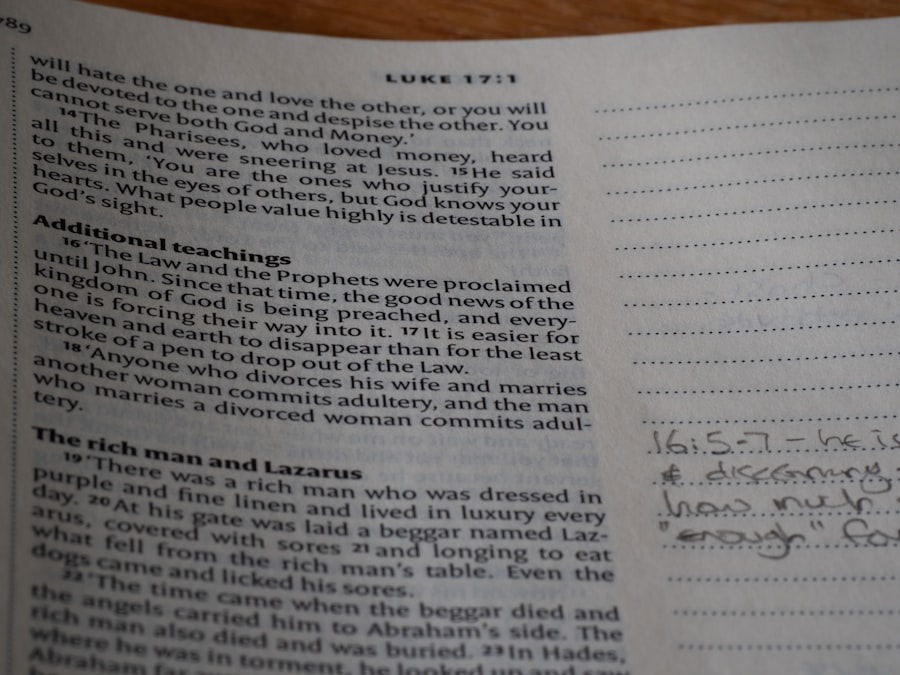 789
LUKE 17:1
will hate the one and love the other, or you will
be devoted to the one and despise the other. You
cannot serve both God and Money.’
14 ‘The Pharisees, who loved money, heard
all this and were sneering at Jesus. 15 He said
to them, ‘You are the ones who justify your-
selves in the eyes of others, but God knows your
hearts. What people value highly is detestable in
God’s sight.
Additional teachings
16 ‘The Law and the Prophets were proclaimed
until John. Since that time, the good news of the
kingdom of God is being preached, and every-
one is forcing their way into it. 17 It is easier for
heaven and earth to disappear than for the least
stroke of a pen to drop out of the Law.
18 ‘Anyone who divorces his wife and marries
another woman commits adultery, and the man
who marries a divorced woman commits adul-
tery.
The rich man and Lazarus
19 ‘There was a rich man who was dressed in
purple and fine linen and lived in luxury every
day. 20 At his gate was laid a beggar named Laz-
arus, covered with sores 21 and longing to eat
what fell from the rich man’s table. Even the
dogs came and licked his sores.
22 ‘The time came when the beggar died and
the angels carried him to Abraham’s side. The
rich man also died and was buried. 23 In Hades,
where he was in torment, he looked up and saw
Abraham far
16:5-7 – he is
& discerning
how much
"enough" for